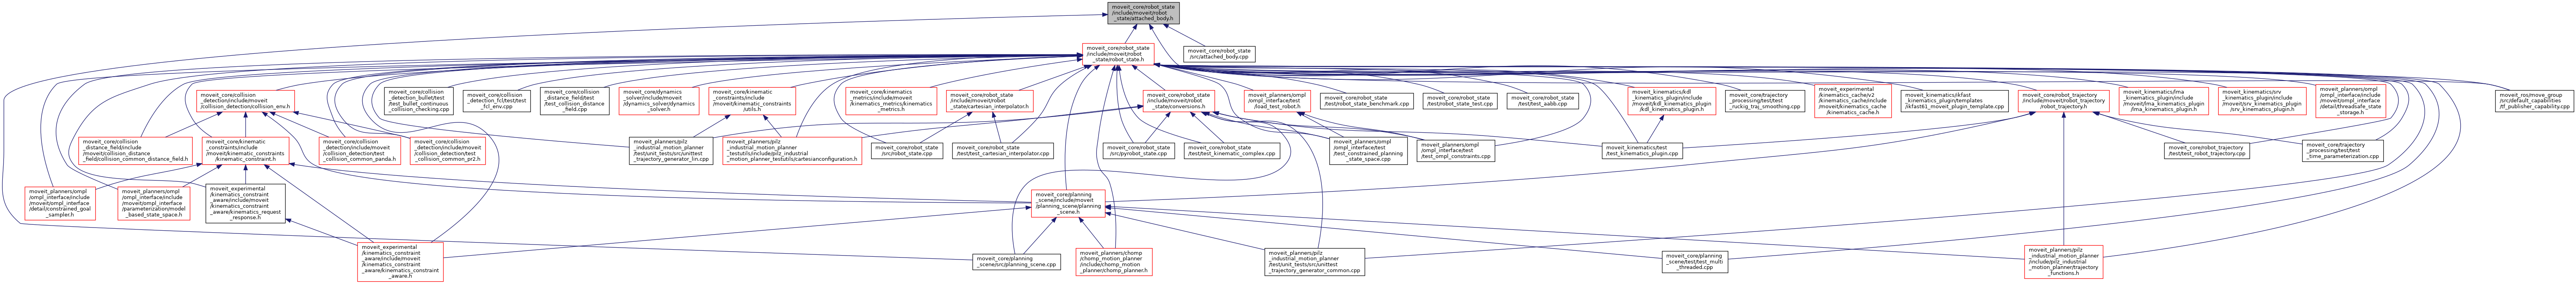 moveit_core/robot_state
/include/moveit/robot
_state/attached_body.h
moveit_core/robot_state
/include/moveit/robot
_state/robot_state.h
moveit_core/robot_state
/src/attached_body.cpp
moveit_core/collision
_detection/include/moveit
/collision_detection/collision_env.h
moveit_core/collision
_detection_bullet/test
/test_bullet_continuous
_collision_checking.cpp
moveit_core/collision
_detection_fcl/test/test
_fcl_env.cpp
moveit_core/collision
_distance_field/test
/test_collision_distance
_field.cpp
moveit_core/dynamics
_solver/include/moveit
/dynamics_solver/dynamics
_solver.h
moveit_core/kinematic
_constraints/include
/moveit/kinematic_constraints
/utils.h
moveit_core/kinematics
_metrics/include/moveit
/kinematics_metrics/kinematics
_metrics.h
moveit_core/robot_state
/include/moveit/robot
_state/cartesian_interpolator.h
moveit_core/robot_state
/include/moveit/robot
_state/conversions.h
moveit_planners/ompl
/ompl_interface/test
/load_test_robot.h
moveit_core/robot_state
/test/robot_state_benchmark.cpp
moveit_core/robot_state
/test/robot_state_test.cpp
moveit_core/robot_state
/test/test_aabb.cpp
moveit_kinematics/kdl
_kinematics_plugin/include
/moveit/kdl_kinematics_plugin
/kdl_kinematics_plugin.h
moveit_core/trajectory
_processing/test/test
_ruckig_traj_smoothing.cpp
moveit_experimental
/kinematics_cache/v2
/kinematics_cache/include
/moveit/kinematics_cache
/kinematics_cache.h
moveit_kinematics/ikfast
_kinematics_plugin/templates
/ikfast61_moveit_plugin_template.cpp
moveit_core/robot_trajectory
/include/moveit/robot_trajectory
/robot_trajectory.h
moveit_kinematics/lma
_kinematics_plugin/include
/moveit/lma_kinematics_plugin
/lma_kinematics_plugin.h
moveit_kinematics/srv
_kinematics_plugin/include
/moveit/srv_kinematics_plugin
/srv_kinematics_plugin.h
moveit_planners/ompl
/ompl_interface/include
/moveit/ompl_interface
/detail/threadsafe_state
_storage.h
moveit_ros/move_group
/src/default_capabilities
/tf_publisher_capability.cpp
moveit_core/collision
_distance_field/include
/moveit/collision_distance
_field/collision_common_distance_field.h
moveit_core/kinematic
_constraints/include
/moveit/kinematic_constraints
/kinematic_constraint.h
moveit_core/collision
_detection/include/moveit
/collision_detection/test
_collision_common_panda.h
moveit_core/collision
_detection/include/moveit
/collision_detection/test
_collision_common_pr2.h
moveit_planners/pilz
_industrial_motion_planner
/test/unit_tests/src/unittest
_trajectory_generator_lin.cpp
moveit_planners/pilz
_industrial_motion_planner
_testutils/include/pilz_industrial
_motion_planner_testutils/cartesianconfiguration.h
moveit_core/robot_state
/src/robot_state.cpp
moveit_core/robot_state
/test/test_cartesian_interpolator.cpp
moveit_core/robot_state
/src/pyrobot_state.cpp
moveit_core/robot_state
/test/test_kinematic_complex.cpp
moveit_planners/ompl
/ompl_interface/test
/test_constrained_planning
_state_space.cpp
moveit_planners/ompl
/ompl_interface/test
/test_ompl_constraints.cpp
moveit_kinematics/test
/test_kinematics_plugin.cpp
moveit_core/robot_trajectory
/test/test_robot_trajectory.cpp
moveit_core/trajectory
_processing/test/test
_time_parameterization.cpp
moveit_planners/ompl
/ompl_interface/include
/moveit/ompl_interface
/detail/constrained_goal
_sampler.h
moveit_planners/ompl
/ompl_interface/include
/moveit/ompl_interface
/parameterization/model
_based_state_space.h
moveit_experimental
/kinematics_constraint
_aware/include/moveit
/kinematics_constraint
_aware/kinematics_request
_response.h
moveit_core/planning
_scene/include/moveit
/planning_scene/planning
_scene.h
moveit_experimental
/kinematics_constraint
_aware/include/moveit
/kinematics_constraint
_aware/kinematics_constraint
_aware.h
moveit_core/planning
_scene/src/planning_scene.cpp
moveit_planners/chomp
/chomp_motion_planner
/include/chomp_motion
_planner/chomp_planner.h
moveit_planners/pilz
_industrial_motion_planner
/test/unit_tests/src/unittest
_trajectory_generator_common.cpp
moveit_core/planning
_scene/test/test_multi
_threaded.cpp
moveit_planners/pilz
_industrial_motion_planner
/include/pilz_industrial
_motion_planner/trajectory
_functions.h